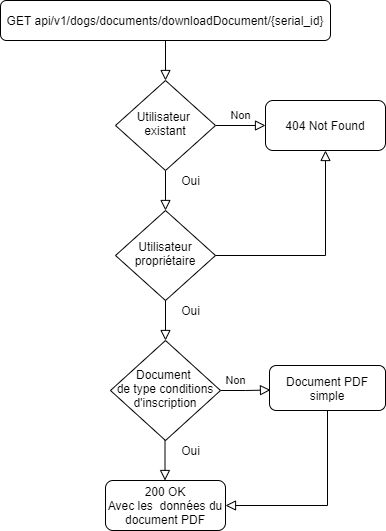 GET api/v1/dogs/documents/downloadDocument/{serial_id}
Utilisateur
existant
Non
404 Not Found
Oui
Utilisateur
propriétaire
Oui
Document
de type conditions
d'inscription
Non
Document PDF
simple
Oui
200 OK
Avec les données du
document PDF